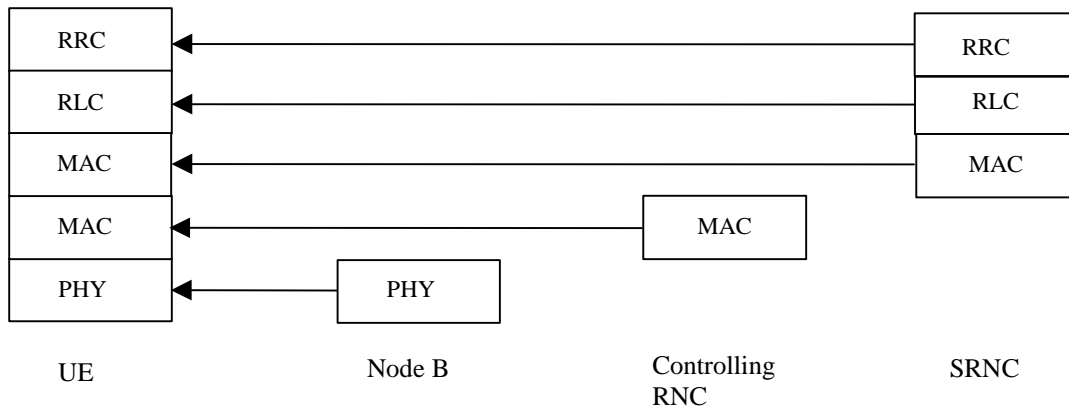 RRC
RRC
RLC
RLC
MAC
MAC
MAC
MAC
PHY
PHY
UE
Node B
Controlling
RNC
SRNC